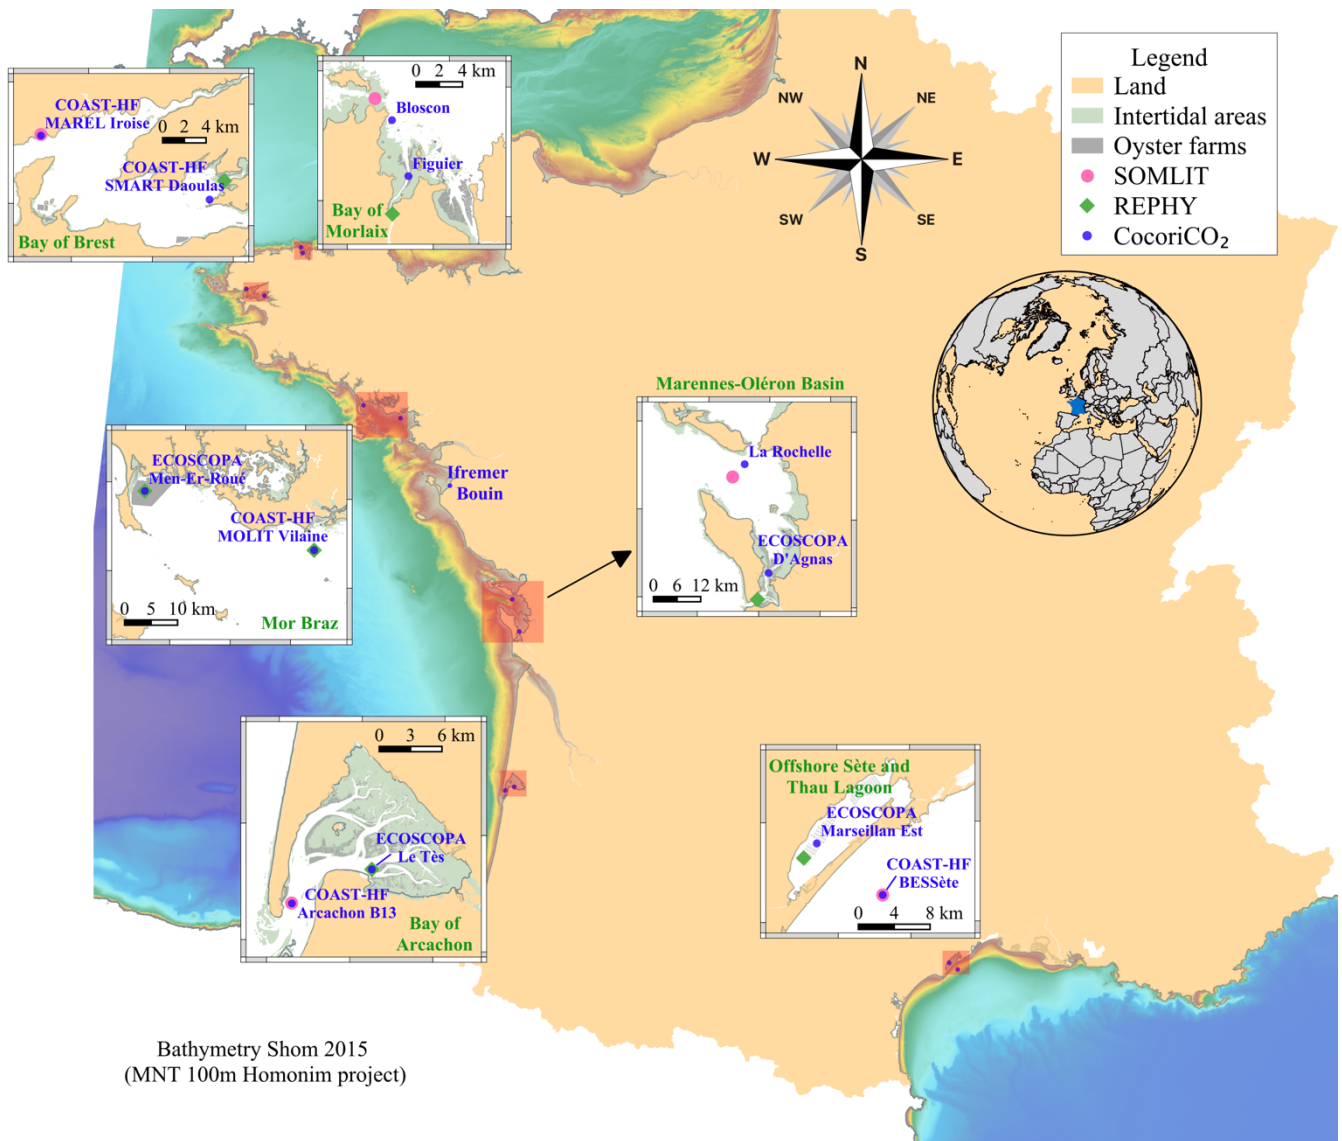 COAST-HF
MAREL Iroise
0 2 4 km
COAST-HF
SMART Daoulas
Bay of Brest
0 2 4 km
Bloscon
Figuier
Bay of
Morlaix
N
NW
NE
W
E
SW
SE
S
Legend
Land
Intertidal areas
Oyster farms
SOMLIT
REPHY
CocoriCO₂
ECOSCOPA
Men-Er-Roué
COAST-HF
MOLIT Vilaine
0 5 10 km
Mor Braz
Ifremer
Bouin
Marennes-Oléron Basin
La Rochelle
ECOSCOPA
D'Agnas
0 6 12 km
0 3 6 km
ECOSCOPA
Le Tès
COAST-HF
Arcachon B13
Bay of
Arcachon
Offshore Sète and
Thau Lagoon
ECOSCOPA
Marseillan Est
COAST-HF
BESSète
0 4 8 km
Bathymetry Shom 2015
(MNT 100m Homonim project)